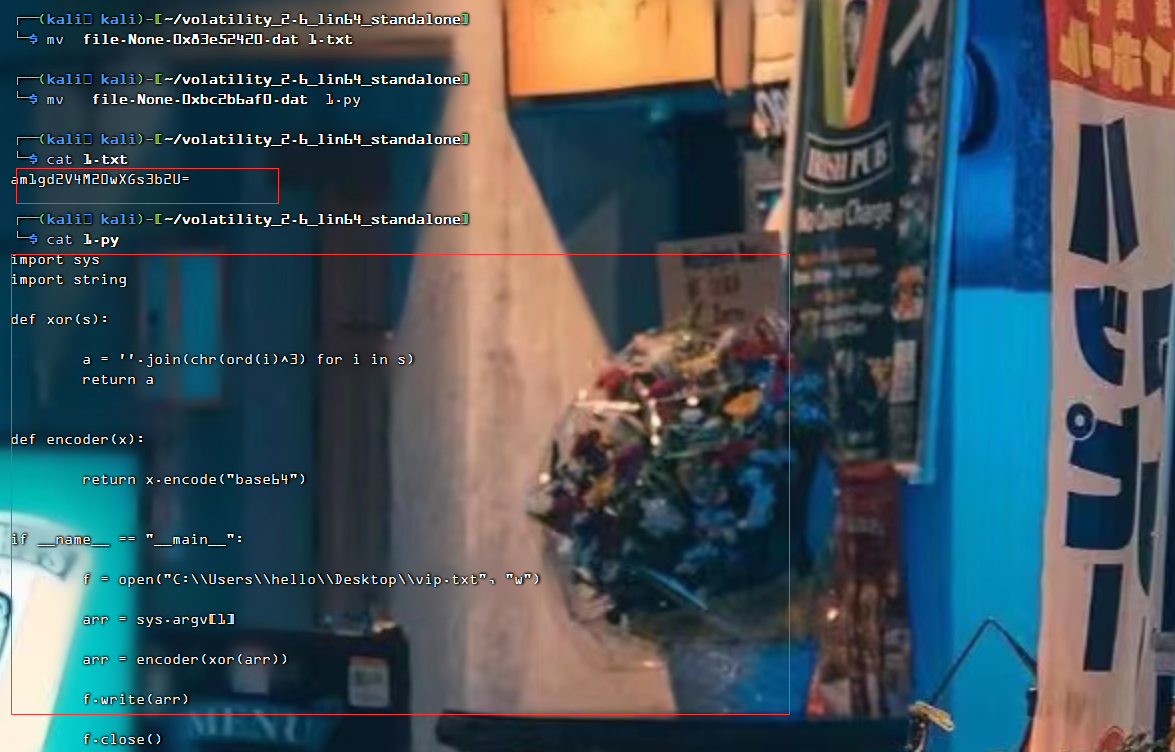 ┌──(kali㉿ kali)-[~/volatility_2.6_lin64_standalone]
└─$ mv  file.None.0x83e52420.dat 1.txt
┌──(kali㉿ kali)-[~/volatility_2.6_lin64_standalone]
└─$ mv   file.None.0xbc2b6af0.dat  1.py
┌──(kali㉿ kali)-[~/volatility_2.6_lin64_standalone]
└─$ cat 1.txt
am1gd2V4M20wXGs3b2U=
┌──(kali㉿ kali)-[~/volatility_2.6_lin64_standalone]
└─$ cat 1.py
import sys
import string
def xor(s):
a = ''.join(chr(ord(i)^3) for i in s)
return a
def encoder(x):
return x.encode("base64")
if __name__ == "__main__":
f = open("C:\\Users\\hello\\Desktop\\vip.txt", "w")
arr = sys.argv[1]
arr = encoder(xor(arr))
f.write(arr)
f.close()
IRISH PUB
No Cover Charge
MENU